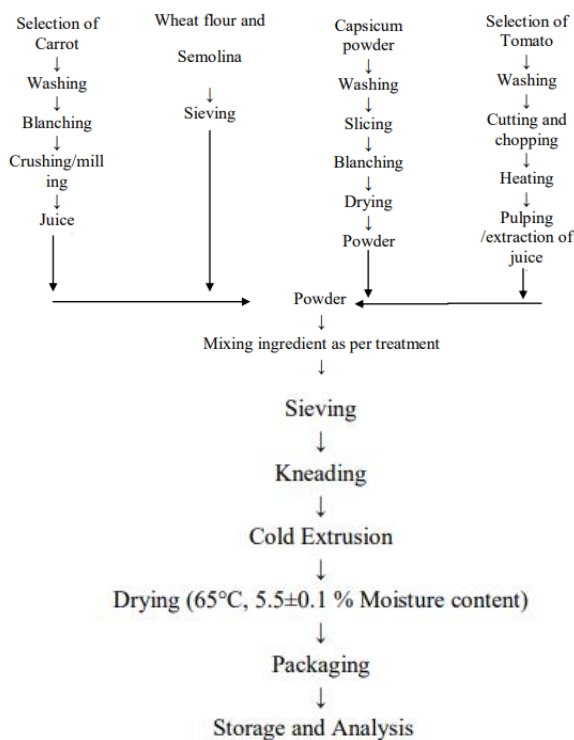 Selection of
Carrot
↓
Washing
↓
Blanching
↓
Crushing/mill
ing
↓
Juice
Wheat flour and
Semolina
↓
Sieving
Capsicum
powder
↓
Washing
↓
Slicing
↓
Blanching
↓
Drying
↓
Powder
Selection of
Tomato
↓
Washing
↓
Cutting and
chopping
↓
Heating
↓
Pulping
/extraction of
juice
Powder
↓
Mixing ingredient as per treatment
↓
Sieving
↓
Kneading
↓
Cold Extrusion
↓
Drying (65°C, 5.5±0.1 % Moisture content)
↓
Packaging
↓
Storage and Analysis